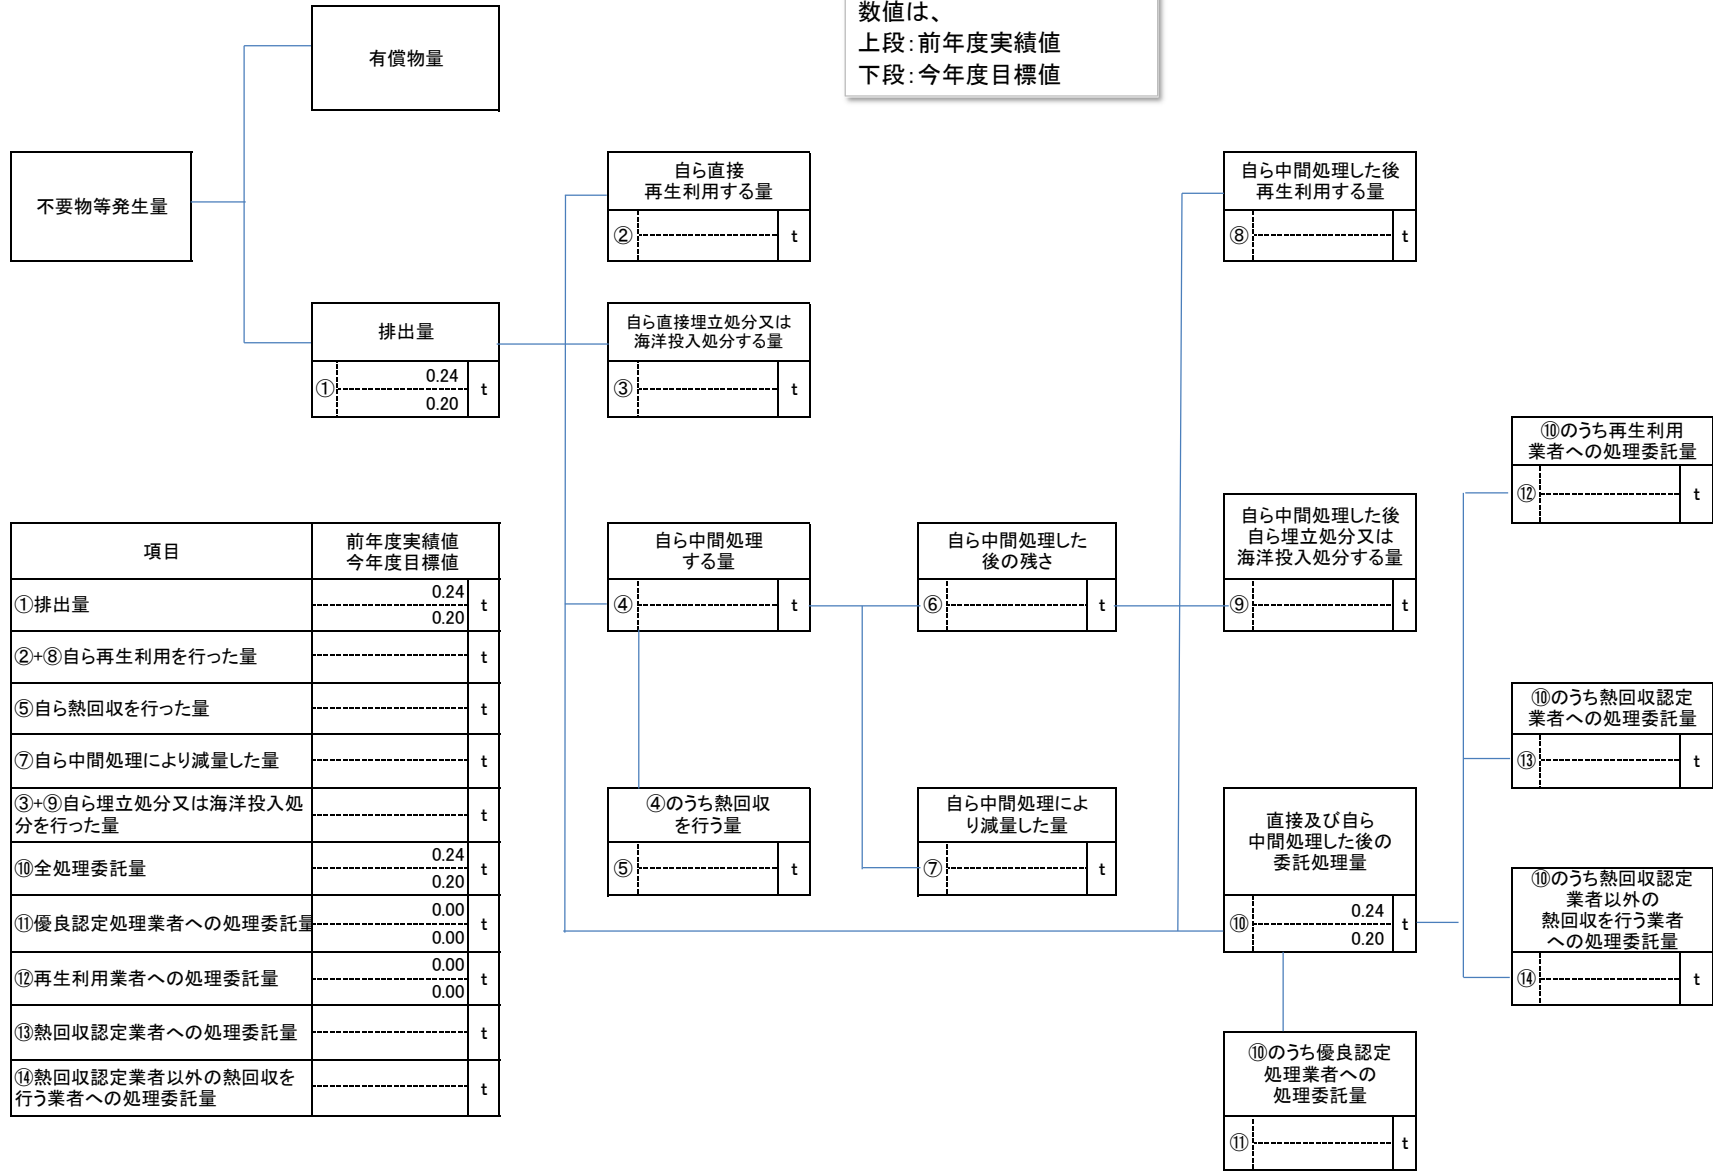 数値は、
上段：前年度実績値
下段：今年度目標値
有償物量
不要物等発生量
自ら直接
再生利用する量
② t
自ら中間処理した後
再生利用する量
⑧ t
排出量
① 0.24 t
0.20
自ら直接埋立処分又は
海洋投入処分する量
③ t
⑩のうち再生利用
業者への処理委託量
⑫ t
自ら中間処理
する量
④ t
自ら中間処理した
後の残さ
⑥ t
自ら中間処理した後
自ら埋立処分又は
海洋投入処分する量
⑨ t
⑩のうち熱回収認定
業者への処理委託量
⑬ t
④のうち熱回収
を行う量
⑤ t
自ら中間処理によ
り減量した量
⑦ t
直接及び自ら
中間処理した後の
委託処理量
⑩ 0.24 t
0.20
⑩のうち熱回収認定
業者以外の
熱回収を行う業者
への処理委託量
⑭ t
⑩のうち優良認定
処理業者への
処理委託量
⑪ t
項目 前年度実績値
今年度目標値
①排出量 0.24 t
0.20
②+⑧自ら再生利用を行った量 t
⑤自ら熱回収を行った量 t
⑦自ら中間処理により減量した量 t
③+⑨自ら埋立処分又は海洋投入処
分を行った量 t
⑩全処理委託量 0.24 t
0.20
⑪優良認定処理業者への処理委託量 0.00 t
0.00
⑫再生利用業者への処理委託量 0.00 t
0.00
⑬熱回収認定業者への処理委託量 t
⑭熱回収認定業者以外の熱回収を
行う業者への処理委託量 t